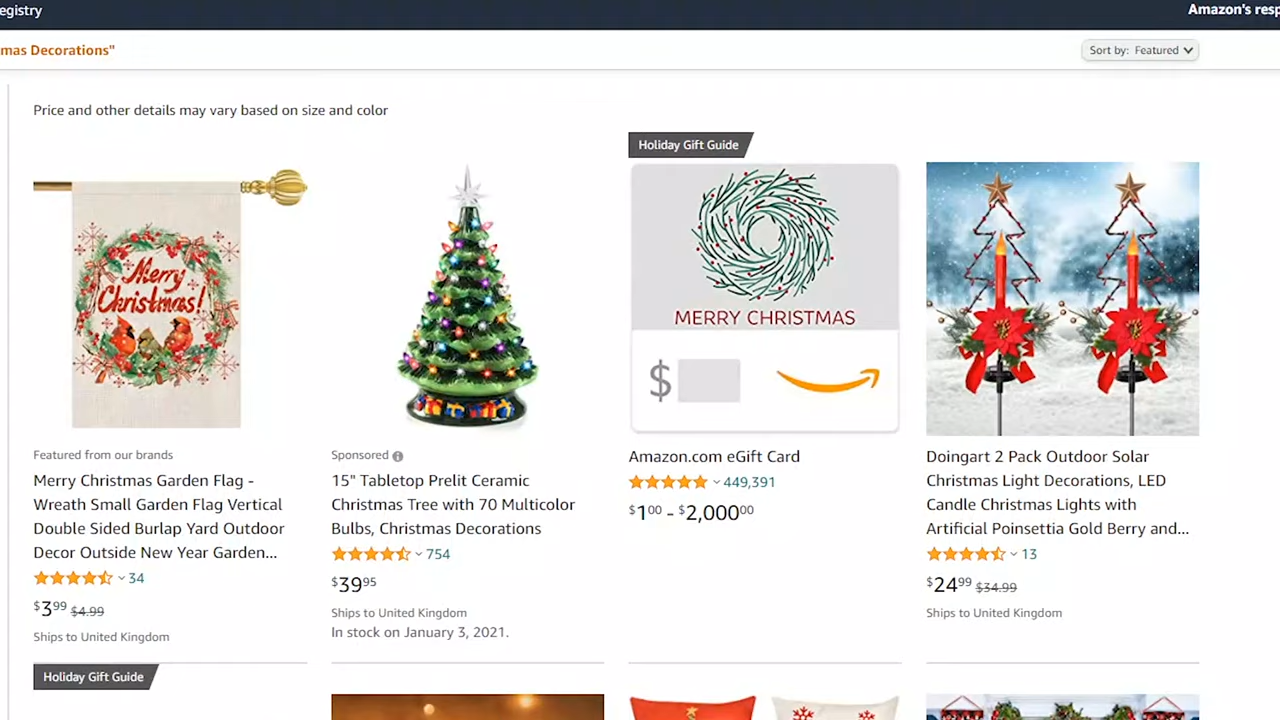 egistry
Amazon's resp
mas Decorations"
Sort by: Featured
Price and other details may vary based on size and color
Merry
Christmas!
Featured from our brands
Merry Christmas Garden Flag -
Wreath Small Garden Flag Vertical
Double Sided Burlap Yard Outdoor
Decor Outside New Year Garden...
34
$3.99 $4.99
Ships to United Kingdom
Sponsored
15" Tabletop Prelit Ceramic
Christmas Tree with 70 Multicolor
Bulbs, Christmas Decorations
754
$39.95
Ships to United Kingdom
In stock on January 3, 2021.
Holiday Gift Guide
MERRY CHRISTMAS
$
Amazon.com eGift Card
449,391
$1.00 - $2,000.00
Doingart 2 Pack Outdoor Solar
Christmas Light Decorations, LED
Candle Christmas Lights with
Artificial Poinsettia Gold Berry and...
13
$24.99 $34.99
Ships to United Kingdom
Holiday Gift Guide